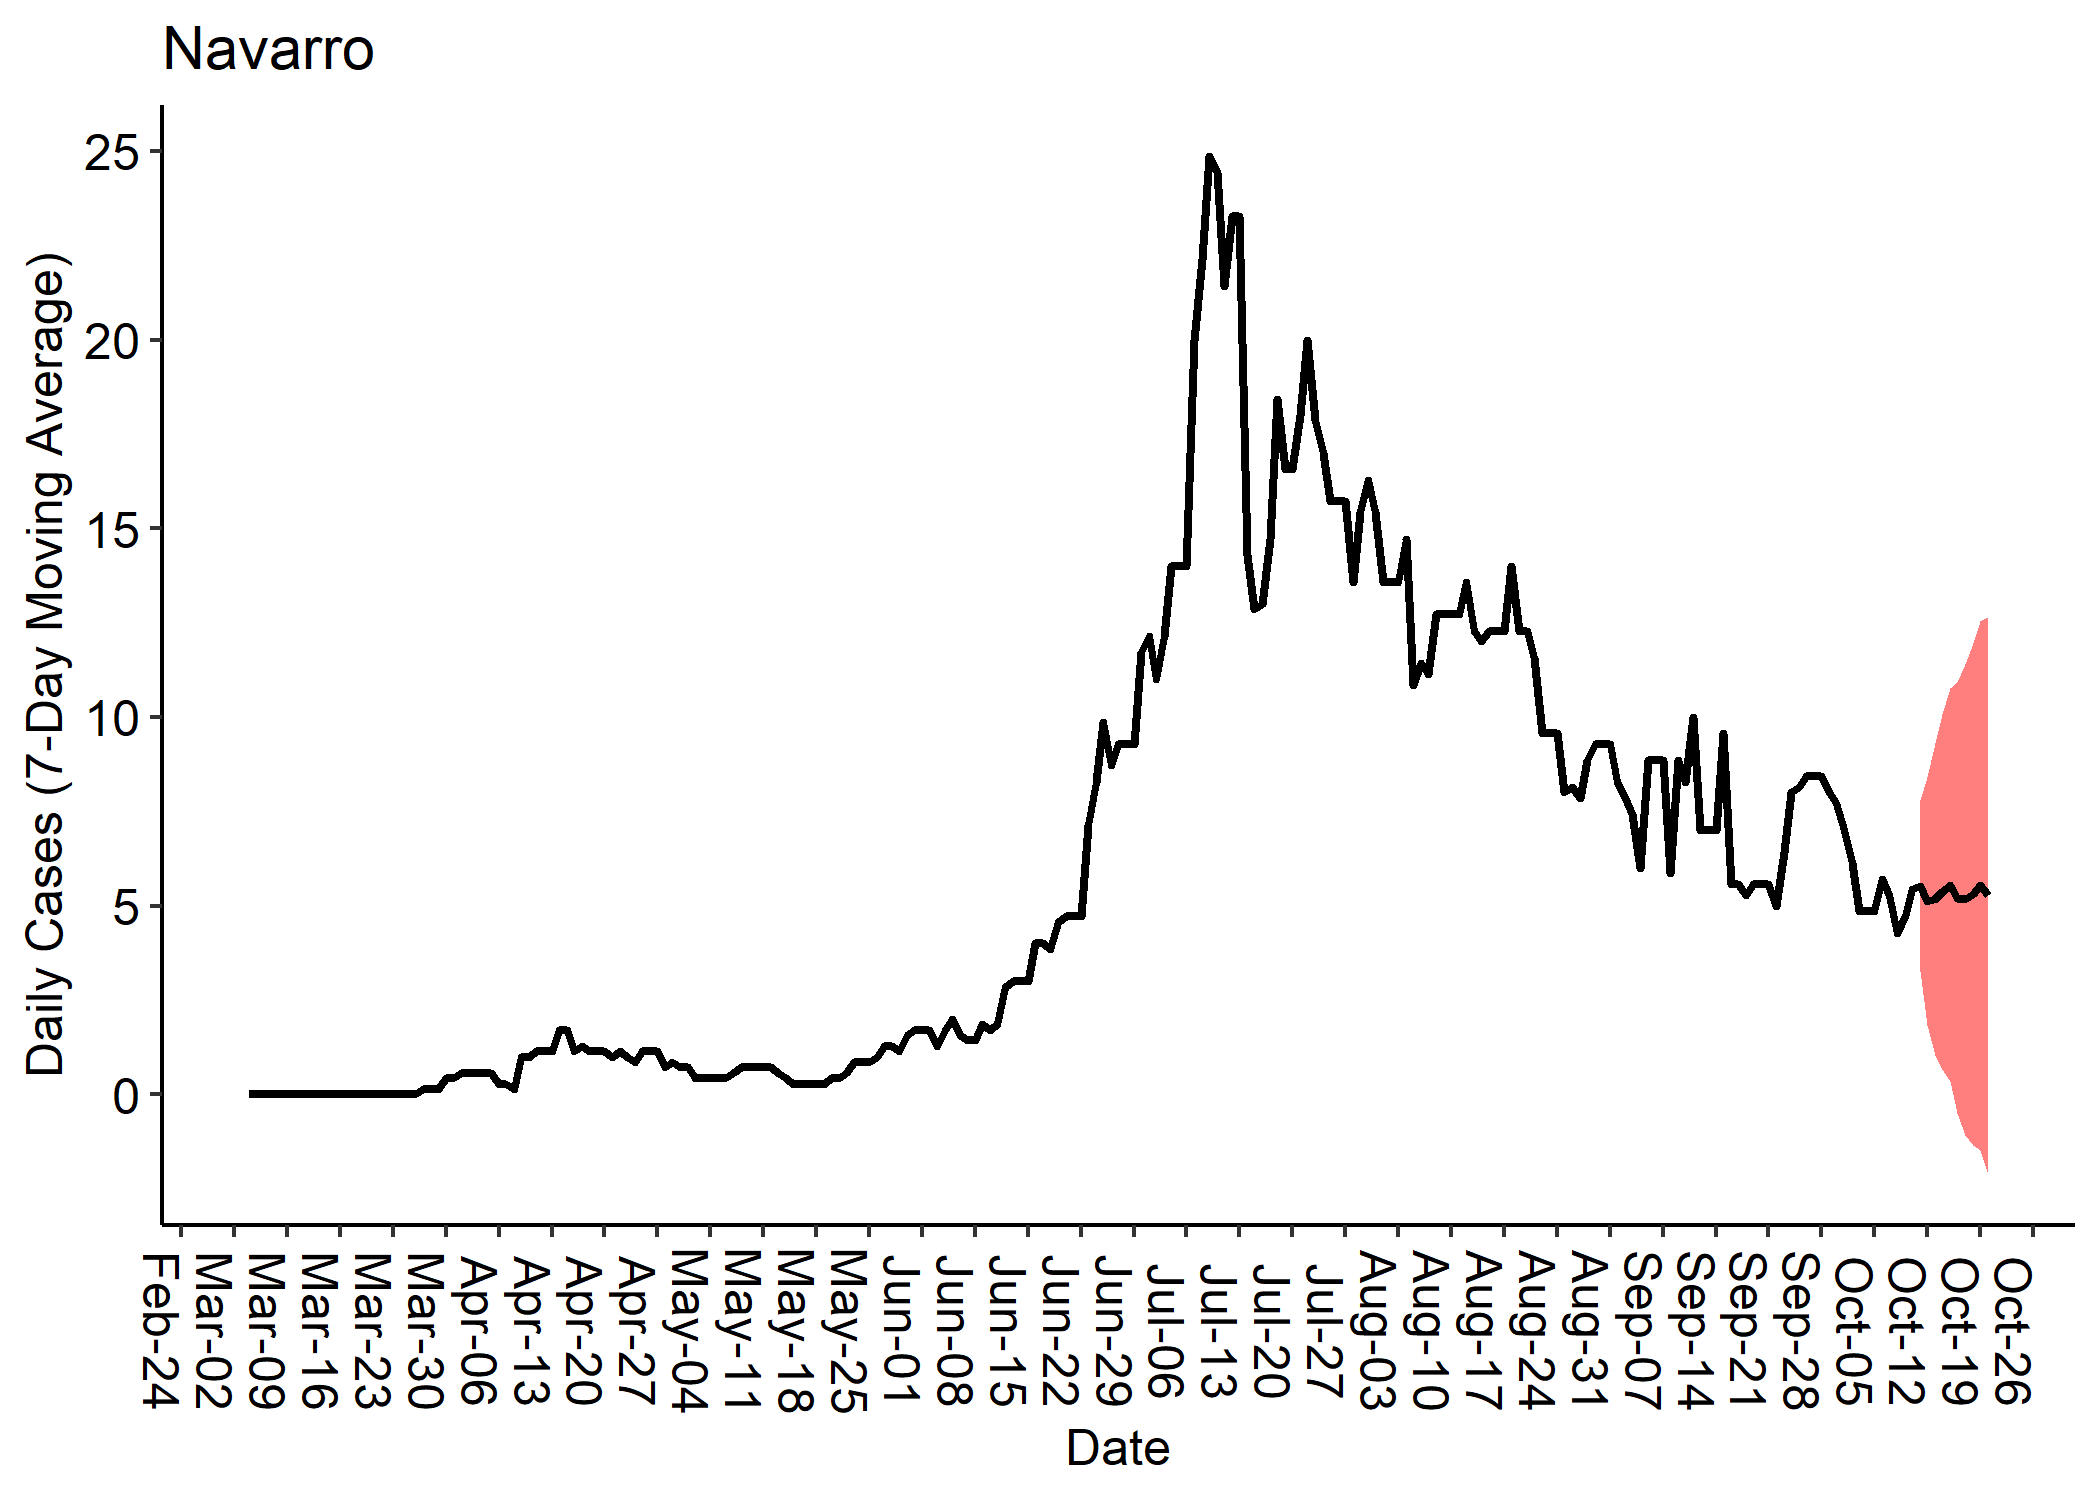 Navarro
Daily Cases (7-Day Moving Average)
25
20
15
10
5
0
Feb-24
Mar-02
Mar-09
Mar-16
Mar-23
Mar-30
Apr-06
Apr-13
Apr-20
Apr-27
May-04
May-11
May-18
May-25
Jun-01
Jun-08
Jun-15
Jun-22
Jun-29
Jul-06
Jul-13
Jul-20
Jul-27
Aug-03
Aug-10
Aug-17
Aug-24
Aug-31
Sep-07
Sep-14
Sep-21
Sep-28
Oct-05
Oct-12
Oct-19
Oct-26
Date